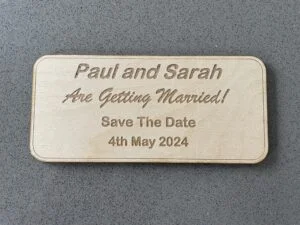 Paul and Sarah
Are Getting Married!
Save The Date
4th May 2024